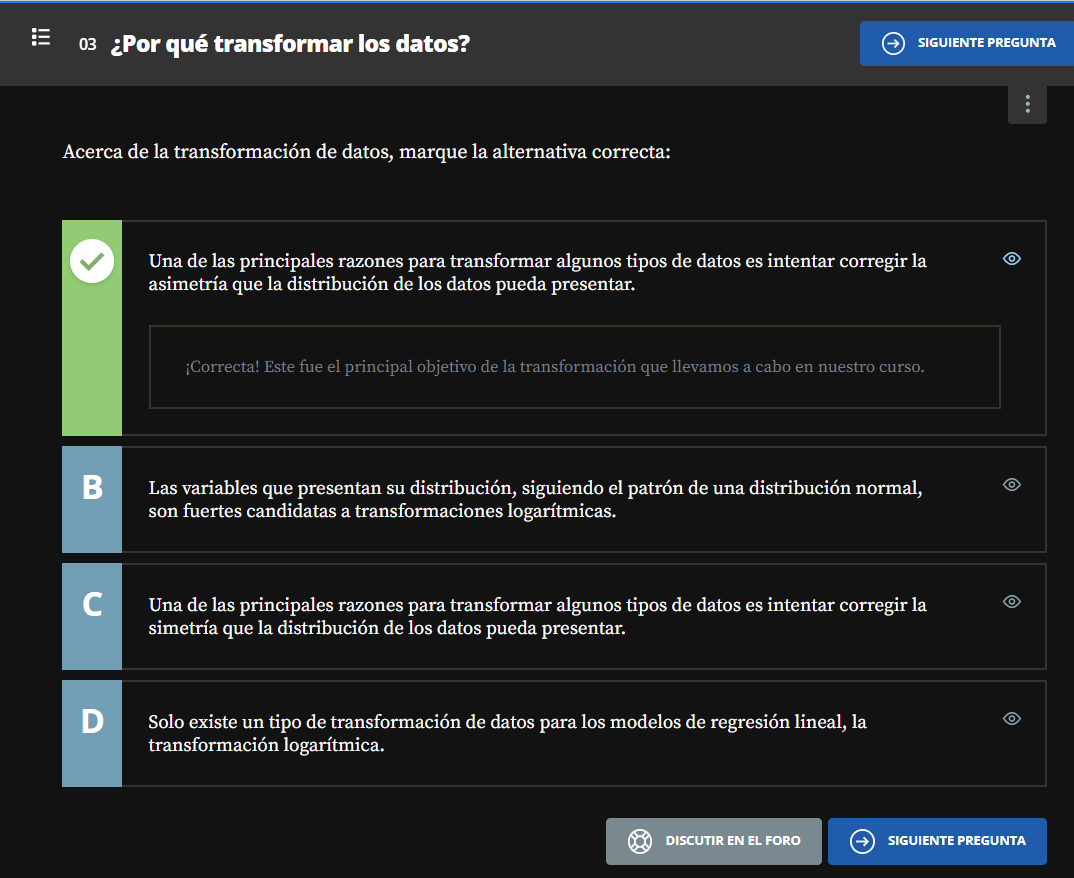 03 ¿Por qué transformar los datos?
SIGUIENTE PREGUNTA
Acerca de la transformación de datos, marque la alternativa correcta:
Una de las principales razones para transformar algunos tipos de datos es intentar corregir la
asimetría que la distribución de los datos pueda presentar.
¡Correcta! Este fue el principal objetivo de la transformación que llevamos a cabo en nuestro curso.
B
Las variables que presentan su distribución, siguiendo el patrón de una distribución normal,
son fuertes candidatas a transformaciones logarítmicas.
C
Una de las principales razones para transformar algunos tipos de datos es intentar corregir la
simetría que la distribución de los datos pueda presentar.
D
Solo existe un tipo de transformación de datos para los modelos de regresión lineal, la
transformación logarítmica.
DISCUTIR EN EL FORO
SIGUIENTE PREGUNTA